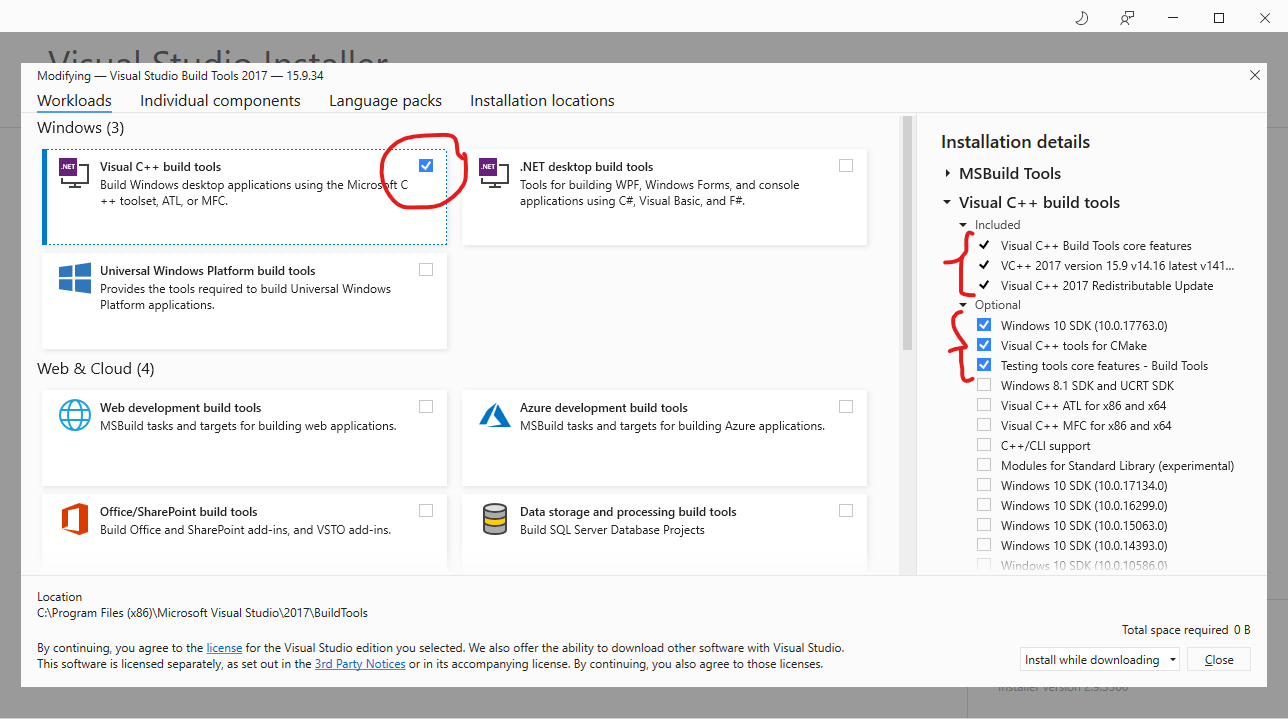 Visual Studio Installer
Modifying — Visual Studio Build Tools 2017 — 15.9.34
Workloads Individual components Language packs Installation locations
Windows (3)
.NET
Visual C++ build tools
Build Windows desktop applications using the Microsoft C
++ toolset, ATL, or MFC.
.NET
.NET desktop build tools
Tools for building WPF, Windows Forms, and console
applications using C#, Visual Basic, and F#.
Universal Windows Platform build tools
Provides the tools required to build Universal Windows
Platform applications.
Web & Cloud (4)
Web development build tools
MSBuild tasks and targets for building web applications.
Azure development build tools
MSBuild tasks and targets for building Azure applications.
Office/SharePoint build tools
Build Office and SharePoint add-ins, and VSTO add-ins.
Data storage and processing build tools
Build SQL Server Database Projects
Installation details
MSBuild Tools
Visual C++ build tools
Included
Visual C++ Build Tools core features
VC++ 2017 version 15.9 v14.16 latest v141...
Visual C++ 2017 Redistributable Update
Optional
Windows 10 SDK (10.0.17763.0)
Visual C++ tools for CMake
Testing tools core features - Build Tools
Windows 8.1 SDK and UCRT SDK
Visual C++ ATL for x86 and x64
Visual C++ MFC for x86 and x64
C++/CLI support
Modules for Standard Library (experimental)
Windows 10 SDK (10.0.17134.0)
Windows 10 SDK (10.0.16299.0)
Windows 10 SDK (10.0.15063.0)
Windows 10 SDK (10.0.14393.0)
Windows 10 SDK (10.0.10586.0)
Location
C:\Program Files (x86)\Microsoft Visual Studio\2017\BuildTools
Total space required 0 B
By continuing, you agree to the license for the Visual Studio edition you selected. We also offer the ability to download other software with Visual Studio.
This software is licensed separately, as set out in the 3rd Party Notices or in its accompanying license. By continuing, you also agree to those licenses.
Install while downloading
Close
Installer version